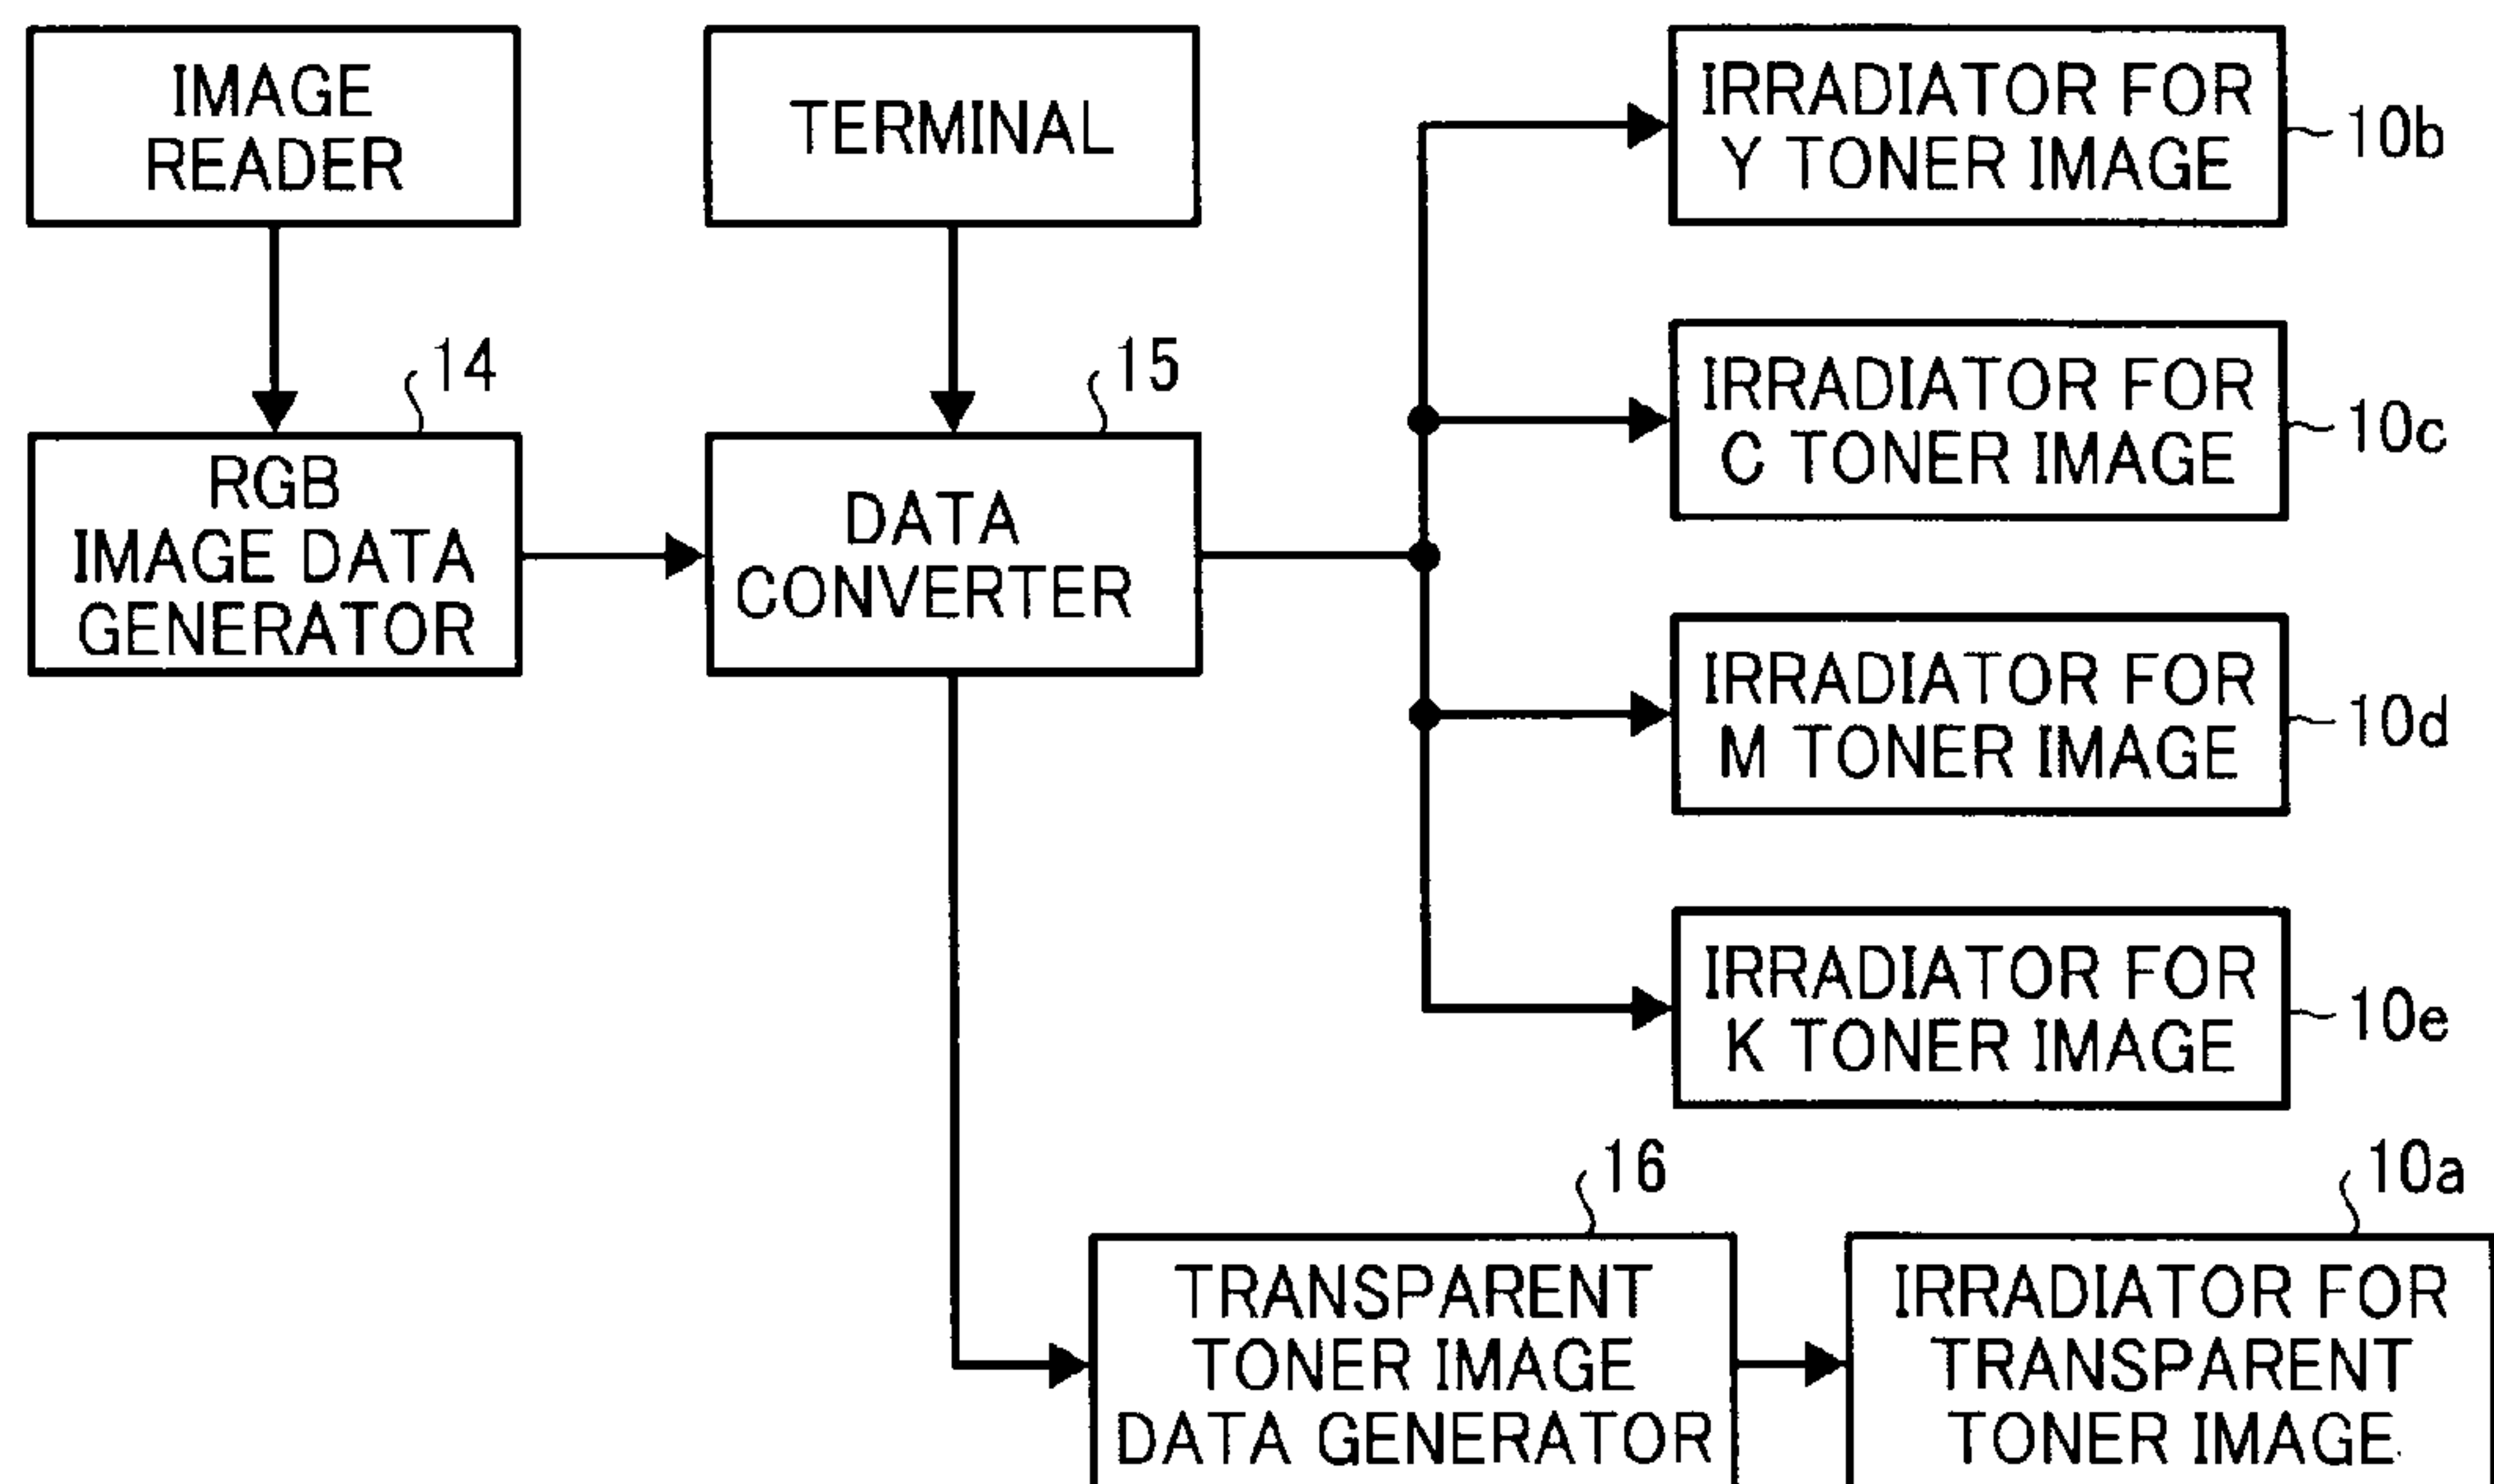 IMAGE
READER
TERMINAL
IRRADIATOR FOR
Y TONER IMAGE
10b
14
RGB
IMAGE DATA
GENERATOR
15
DATA
CONVERTER
IRRADIATOR FOR
C TONER IMAGE
10c
IRRADIATOR FOR
M TONER IMAGE
10d
IRRADIATOR FOR
K TONER IMAGE
10e
16
TRANSPARENT
TONER IMAGE
DATA GENERATOR
10a
IRRADIATOR FOR
TRANSPARENT
TONER IMAGE